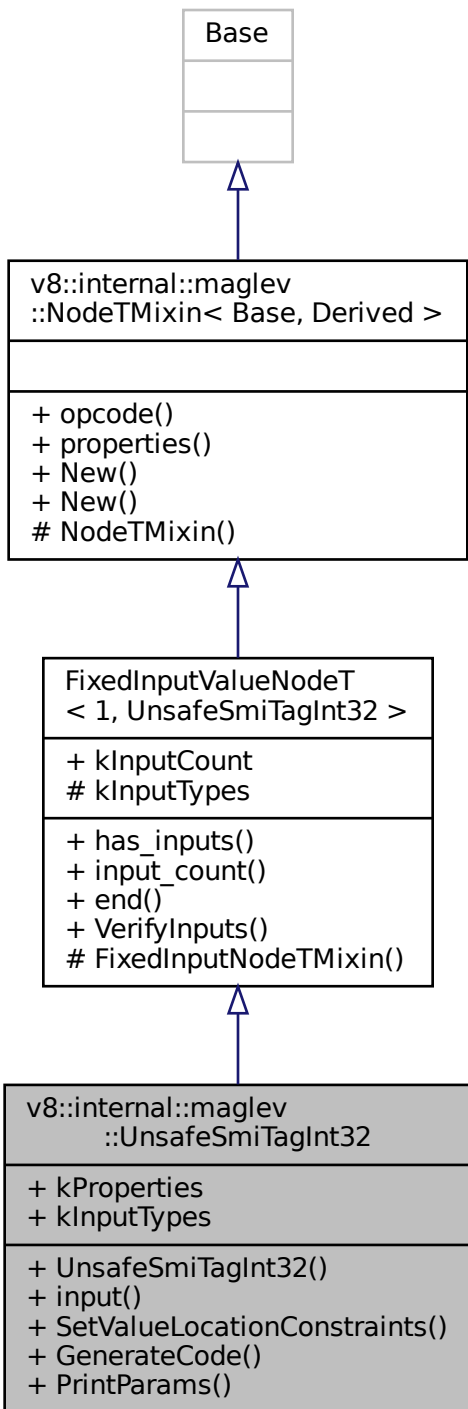 Base
v8::internal::maglev
::NodeTMixin< Base, Derived >
+ opcode()
+ properties()
+ New()
+ New()
# NodeTMixin()
FixedInputValueNodeT
< 1, UnsafeSmiTagInt32 >
+ kInputCount
# kInputTypes
+ has_inputs()
+ input_count()
+ end()
+ VerifyInputs()
# FixedInputNodeTMixin()
v8::internal::maglev
::UnsafeSmiTagInt32
+ kProperties
+ kInputTypes
+ UnsafeSmiTagInt32()
+ input()
+ SetValueLocationConstraints()
+ GenerateCode()
+ PrintParams()